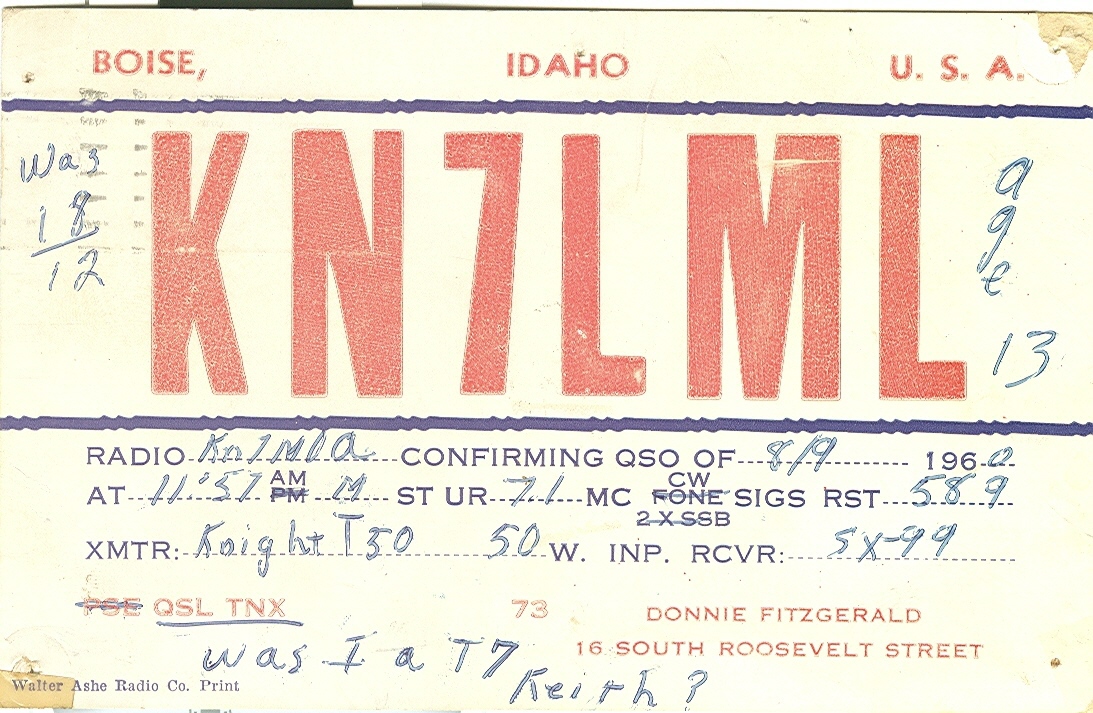 BOISE, IDAHO U. S. A.
KN7LML
Was
18
12
age
13
RADIO Kn7MLA CONFIRMING QSO OF 8/9 1960
AT 11:57 AM PM M ST UR 7.1 MC CW FONE 2 X SSB SIGS RST 589
XMTR: Knight T50 50 W. INP. RCVR: SX-99
PSE QSL TNX 73 DONNIE FITZGERALD
16 SOUTH ROOSEVELT STREET
was I a T7
Keith?
Walter Ashe Radio Co. Print